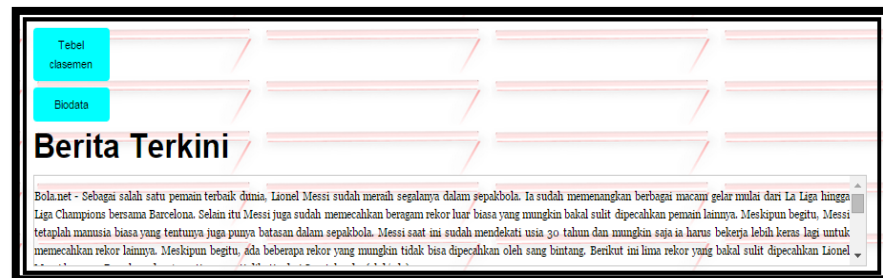 Tebel
clasemen
Biodata
Berita Terkini
Bola.net - Sebagai salah satu pemain terbaik dunia, Lionel Messi sudah meraih segalanya dalam sepakbola. Ia sudah memenangkan berbagai macam gelar mulai dari La Liga hingga
Liga Champions bersama Barcelona. Selain itu Messi juga sudah memecahkan beragam rekor luar biasa yang mungkin bakal sulit dipecahkan pemain lainnya. Meskipun begitu, Messi
tetaplah manusia biasa yang tentunya juga punya batasan dalam sepakbola. Messi saat ini sudah mendekati usia 30 tahun dan mungkin saja ia harus bekerja lebih keras lagi untuk
memecahkan rekor lainnya. Meskipun begitu, ada beberapa rekor yang mungkin tidak bisa dipecahkan oleh sang bintang. Berikut ini lima rekor yang bakal sulit dipecahkan Lionel